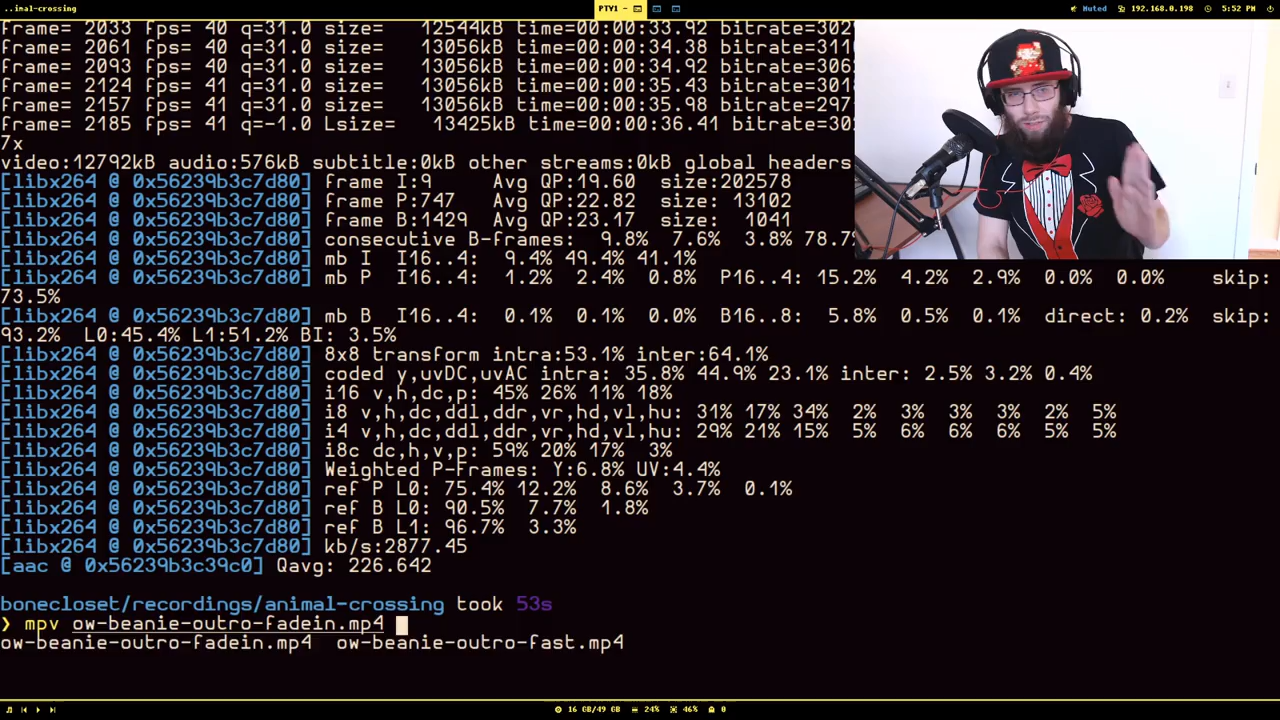 ..imal-crossing
PTY1 -
Muted
192.168.0.198
5:52 PM
frame= 2033 fps= 40 q=31.0 size=   12544kB time=00:00:33.92 bitrate=302
frame= 2061 fps= 40 q=31.0 size=   13056kB time=00:00:34.38 bitrate=311
frame= 2093 fps= 40 q=31.0 size=   13056kB time=00:00:34.92 bitrate=306
frame= 2124 fps= 41 q=31.0 size=   13056kB time=00:00:35.43 bitrate=301
frame= 2157 fps= 41 q=31.0 size=   13056kB time=00:00:35.98 bitrate=297
frame= 2185 fps= 41 q=-1.0 Lsize=   13425kB time=00:00:36.41 bitrate=302
7x
video:12792kB audio:576kB subtitle:0kB other streams:0kB global headers
[libx264 @ 0x56239b3c7d80] frame I:9     Avg QP:19.60  size:202578
[libx264 @ 0x56239b3c7d80] frame P:747   Avg QP:22.82  size: 13102
[libx264 @ 0x56239b3c7d80] frame B:1429  Avg QP:23.17  size:  1041
[libx264 @ 0x56239b3c7d80] consecutive B-frames:  9.8%  7.6%  3.8% 78.7%
[libx264 @ 0x56239b3c7d80] mb I  I16..4:  9.4% 49.4% 41.1%
[libx264 @ 0x56239b3c7d80] mb P  I16..4:  1.2%  2.4%  0.8%  P16..4: 15.2%  4.2%  2.9%  0.0%  0.0%    skip:
73.5%
[libx264 @ 0x56239b3c7d80] mb B  I16..4:  0.1%  0.1%  0.0%  B16..8:  5.8%  0.5%  0.1%  direct: 0.2%  skip:
93.2%  L0:45.4% L1:51.2% BI: 3.5%
[libx264 @ 0x56239b3c7d80] 8x8 transform intra:53.1% inter:64.1%
[libx264 @ 0x56239b3c7d80] coded y,uvDC,uvAC intra: 35.8% 44.9% 23.1% inter: 2.5% 3.2% 0.4%
[libx264 @ 0x56239b3c7d80] i16 v,h,dc,p: 45% 26% 11% 18%
[libx264 @ 0x56239b3c7d80] i8 v,h,dc,ddl,ddr,vr,hd,vl,hu: 31% 17% 34%  2%  3%  3%  3%  2%  5%
[libx264 @ 0x56239b3c7d80] i4 v,h,dc,ddl,ddr,vr,hd,vl,hu: 29% 21% 15%  5%  6%  6%  6%  5%  5%
[libx264 @ 0x56239b3c7d80] i8c dc,h,v,p: 59% 20% 17%  3%
[libx264 @ 0x56239b3c7d80] Weighted P-Frames: Y:6.8% UV:4.4%
[libx264 @ 0x56239b3c7d80] ref P L0: 75.4% 12.2%  8.6%  3.7%  0.1%
[libx264 @ 0x56239b3c7d80] ref B L0: 90.5%  7.7%  1.8%
[libx264 @ 0x56239b3c7d80] ref B L1: 96.7%  3.3%
[libx264 @ 0x56239b3c7d80] kb/s:2877.45
[aac @ 0x56239b3c39c0] Qavg: 226.642
bonecloset/recordings/animal-crossing took 53s
❯ mpv ow-beanie-outro-fadein.mp4
ow-beanie-outro-fadein.mp4  ow-beanie-outro-fast.mp4
16 GB/49 GB
24%
46%
0